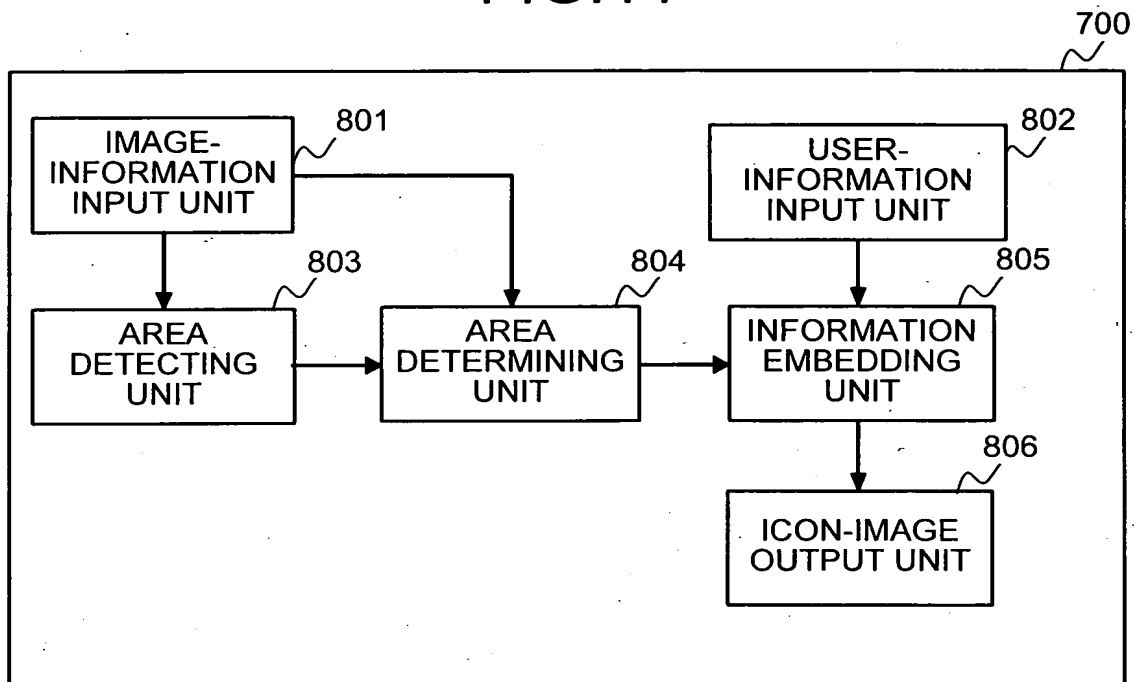 700
801
IMAGE-
INFORMATION
INPUT UNIT
802
USER-
INFORMATION
INPUT UNIT
803
AREA
DETECTING
UNIT
804
AREA
DETERMINING
UNIT
805
INFORMATION
EMBEDDING
UNIT
806
ICON-IMAGE
OUTPUT UNIT